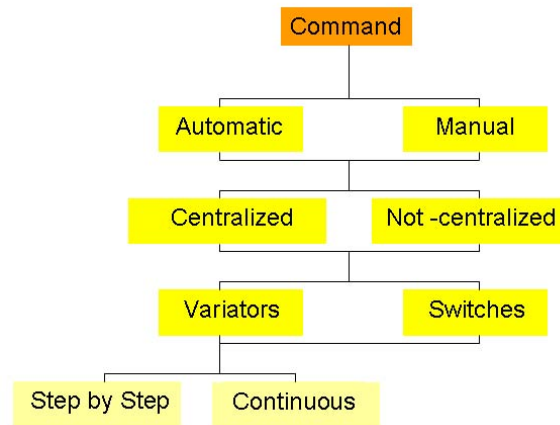 Command
Automatic
Manual
Centralized
Not -centralized
Variators
Switches
Step by Step
Continuous